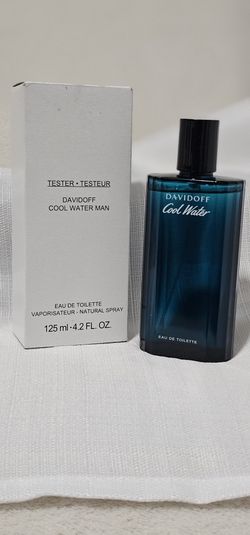 TESTER • TESTEUR
DAVIDOFF
COOL WATER MAN
EAU DE TOILETTE
VAPORISATEUR - NATURAL SPRAY
125 ml • 4.2 FL. OZ.
DAVIDOFF
Cool Water
EAU DE TOILETTE